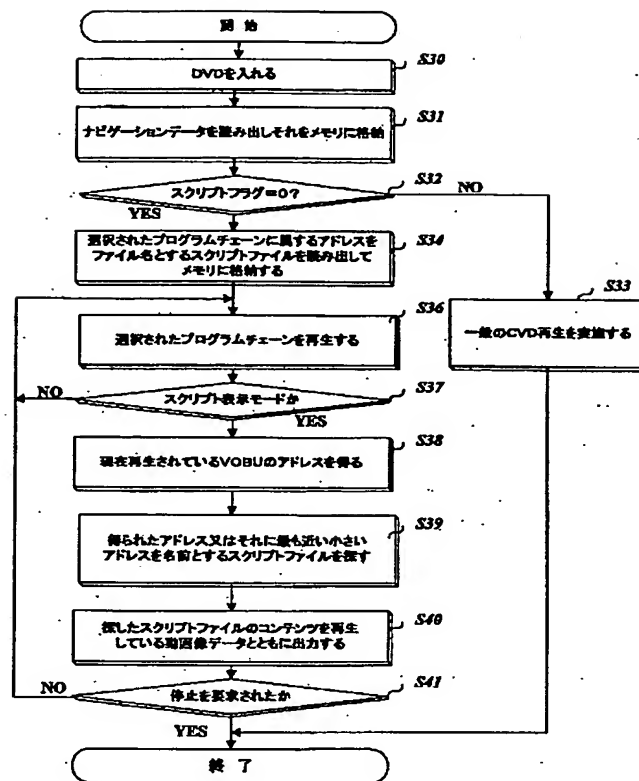 開 始
DVDを入れる
S30
ナビゲーションデータを読み出しそれをメモリに格納
S31
スクリプトフラグ=0?
S32
NO
YES
選択されたプログラムチェーンに属するアドレスを
ファイル名とするスクリプトファイルを読み出して
メモリに格納する
S34
S33
一般のCVD再生を実施する
選択されたプログラムチェーンを再生する
S36
NO
スクリプト表示モードか
S37
YES
現在再生されているVOBUのアドレスを得る
S38
得られたアドレス又はそれに最も近い小さい
アドレスを名前とするスクリプトファイルを探す
S39
探したスクリプトファイルのコンテンツを再生
している動画像データとともに出力する
S40
NO
停止を要求されたか
S41
YES
終 了